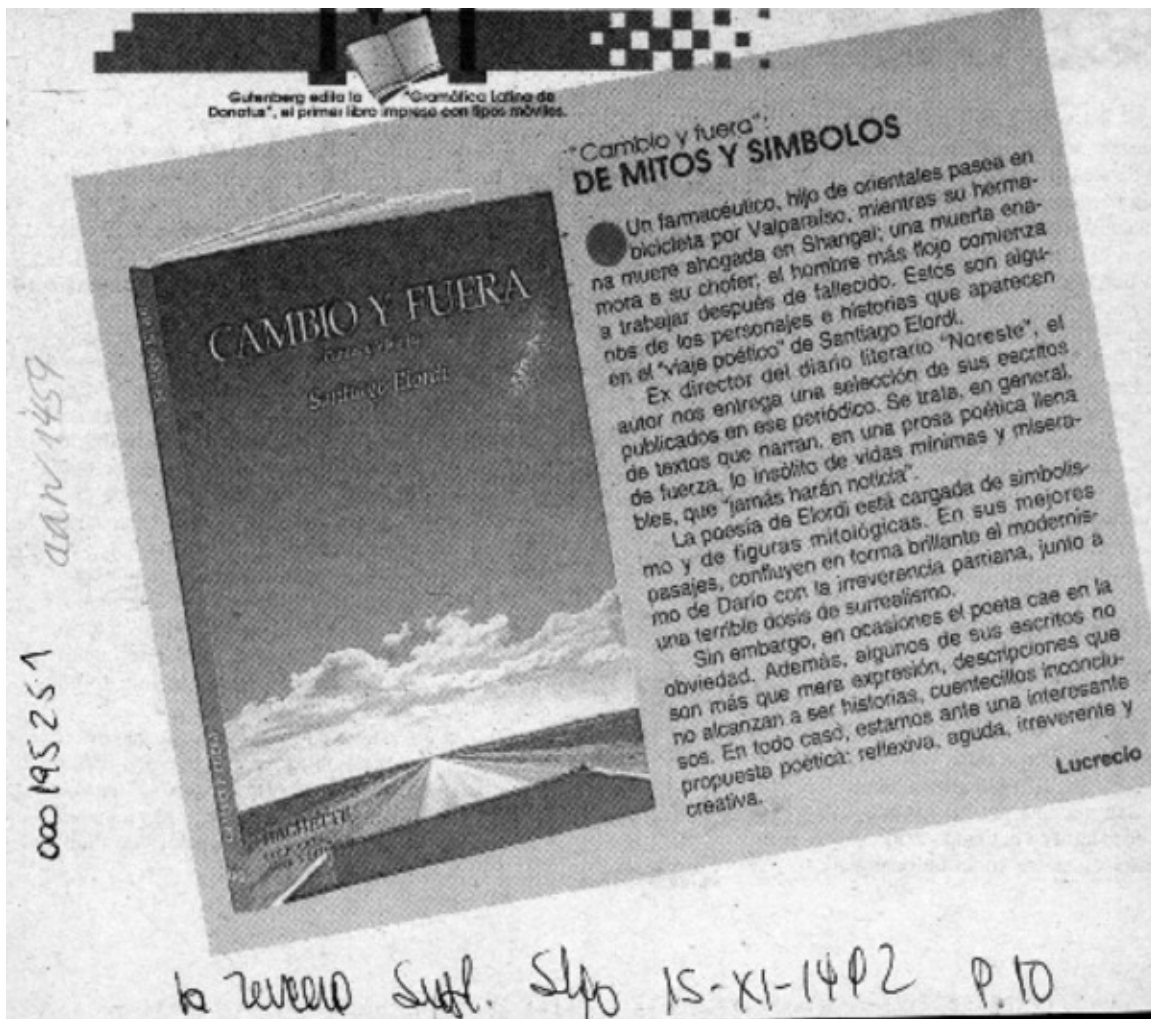 Gutenberg edita la "Gramática Latina de
Donatus", el primer libro impreso con tipos móviles.
"Cambio y fuera":
DE MITOS Y SIMBOLOS
Un farmacéutico, hijo de orientales pasea en
bicicleta por Valparaíso, mientras su herma-
na muere ahogada en Shangai; una muerta ena-
mora a su chofer; el hombre más flojo comienza
a trabajar después de fallecido. Estos son algu-
nos de los personajes e historias que aparecen
en el "viaje poético" de Santiago Elordi.
Ex director del diario literario "Noreste", el
autor nos entrega una selección de sus escritos
publicados en ese periódico. Se trata, en general,
de textos que narran, en una prosa poética llena
de fuerza, lo insólito de vidas mínimas y misera-
bles, que "jamás harán noticia".
La poesía de Elordi está cargada de simbolis-
mo y de figuras mitológicas. En sus mejores
pasajes, confluyen en forma brillante el modernis-
mo de Darío con la irreverencia parriana, junto a
una terrible dosis de surrealismo.
Sin embargo, en ocasiones el poeta cae en la
obviedad. Además, algunos de sus escritos no
son más que mera expresión, descripciones que
no alcanzan a ser historias, cuentecillos inconclu-
sos. En todo caso, estamos ante una interesante
propuesta poética: reflexiva, aguda, irreverente y
creativa.
Lucrecio
CAMBIO Y FUERA
Santiago Elordi
HACHETTE
000195251
la Tercera Supl. Stgo 15-XI-1992 P.10